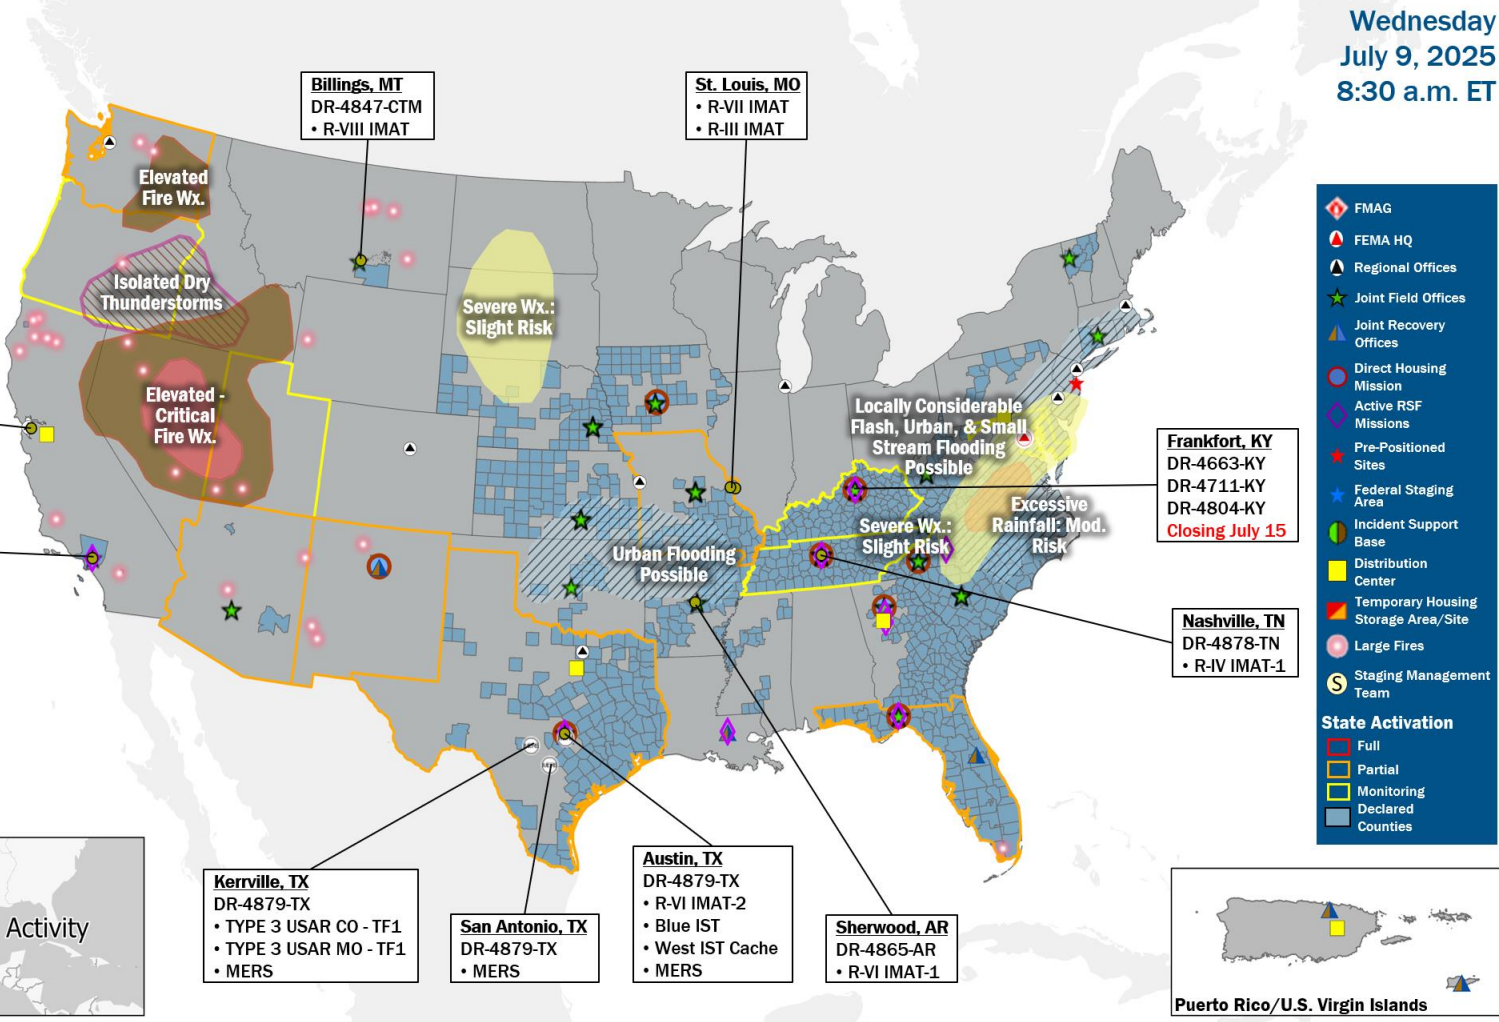 Wednesday
July 9, 2025
8:30 a.m. ET
Billings, MT
DR-4847-CTM
• R-VIII IMAT
St. Louis, MO
• R-VII IMAT
• R-III IMAT
Elevated
Fire Wx.
Isolated Dry
Thunderstorms
Severe Wx.:
Slight Risk
Elevated -
Critical
Fire Wx.
Locally Considerable
Flash, Urban, & Small
Stream Flooding
Possible
Excessive
Rainfall: Mod.
Risk
Severe Wx.:
Slight Risk
Urban Flooding
Possible
Frankfort, KY
DR-4663-KY
DR-4711-KY
DR-4804-KY
Closing July 15
Nashville, TN
DR-4878-TN
• R-IV IMAT-1
Kerrville, TX
DR-4879-TX
• TYPE 3 USAR CO - TF1
• TYPE 3 USAR MO - TF1
• MERS
San Antonio, TX
DR-4879-TX
• MERS
Austin, TX
DR-4879-TX
• R-VI IMAT-2
• Blue IST
• West IST Cache
• MERS
Sherwood, AR
DR-4865-AR
• R-VI IMAT-1
Activity
FMAG
FEMA HQ
Regional Offices
Joint Field Offices
Joint Recovery
Offices
Direct Housing
Mission
Active RSF
Missions
Pre-Positioned
Sites
Federal Staging
Area
Incident Support
Base
Distribution
Center
Temporary Housing
Storage Area/Site
Large Fires
S
Staging Management
Team
State Activation
Full
Partial
Monitoring
Declared
Counties
Puerto Rico/U.S. Virgin Islands